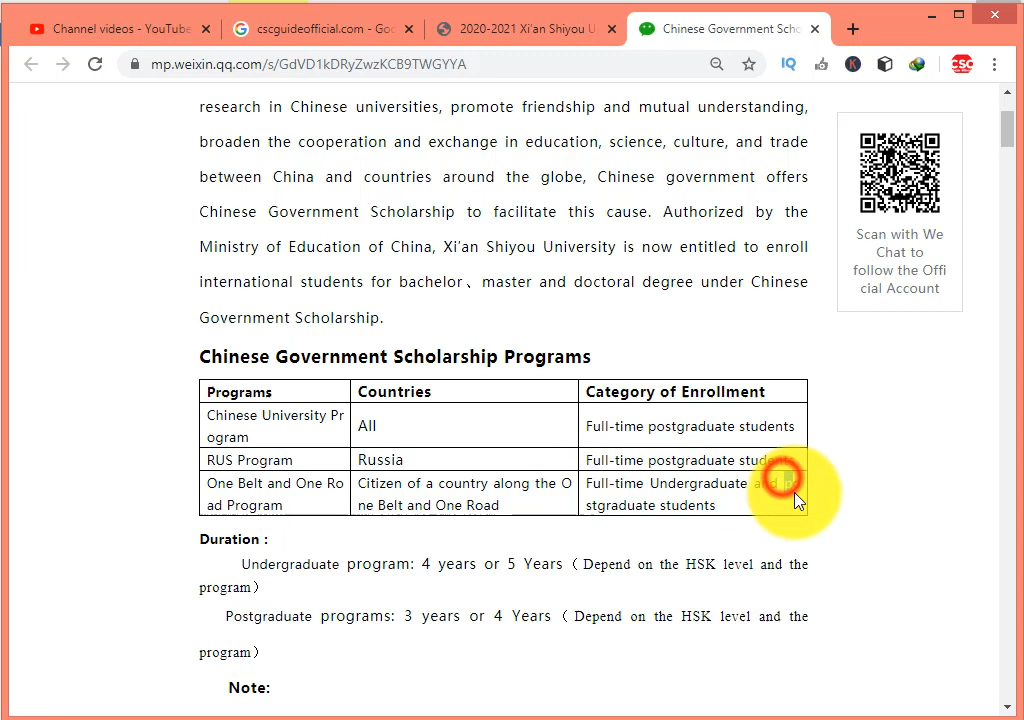 Channel videos - YouTube
cscguideofficial.com - Goo
2020-2021 Xi'an Shiyou U
Chinese Government Scho
mp.weixin.qq.com/s/GdVD1kDRyZwzKCB9TWGYYA
IQ
K
CSC
research in Chinese universities, promote friendship and mutual understanding,
broaden the cooperation and exchange in education, science, culture, and trade
between China and countries around the globe, Chinese government offers
Chinese Government Scholarship to facilitate this cause. Authorized by the
Ministry of Education of China, Xi'an Shiyou University is now entitled to enroll
international students for bachelor、master and doctoral degree under Chinese
Government Scholarship.
Scan with We
Chat to
follow the Offi
cial Account
Chinese Government Scholarship Programs
Programs Countries Category of Enrollment
Chinese University Pr
ogram All Full-time postgraduate students
RUS Program Russia Full-time postgraduate students
One Belt and One Ro Citizen of a country along the O Full-time Undergraduate and po
ad Program ne Belt and One Road stgraduate students
Duration :
Undergraduate program: 4 years or 5 Years（Depend on the HSK level and the
program）
Postgraduate programs: 3 years or 4 Years（Depend on the HSK level and the
program）
Note: